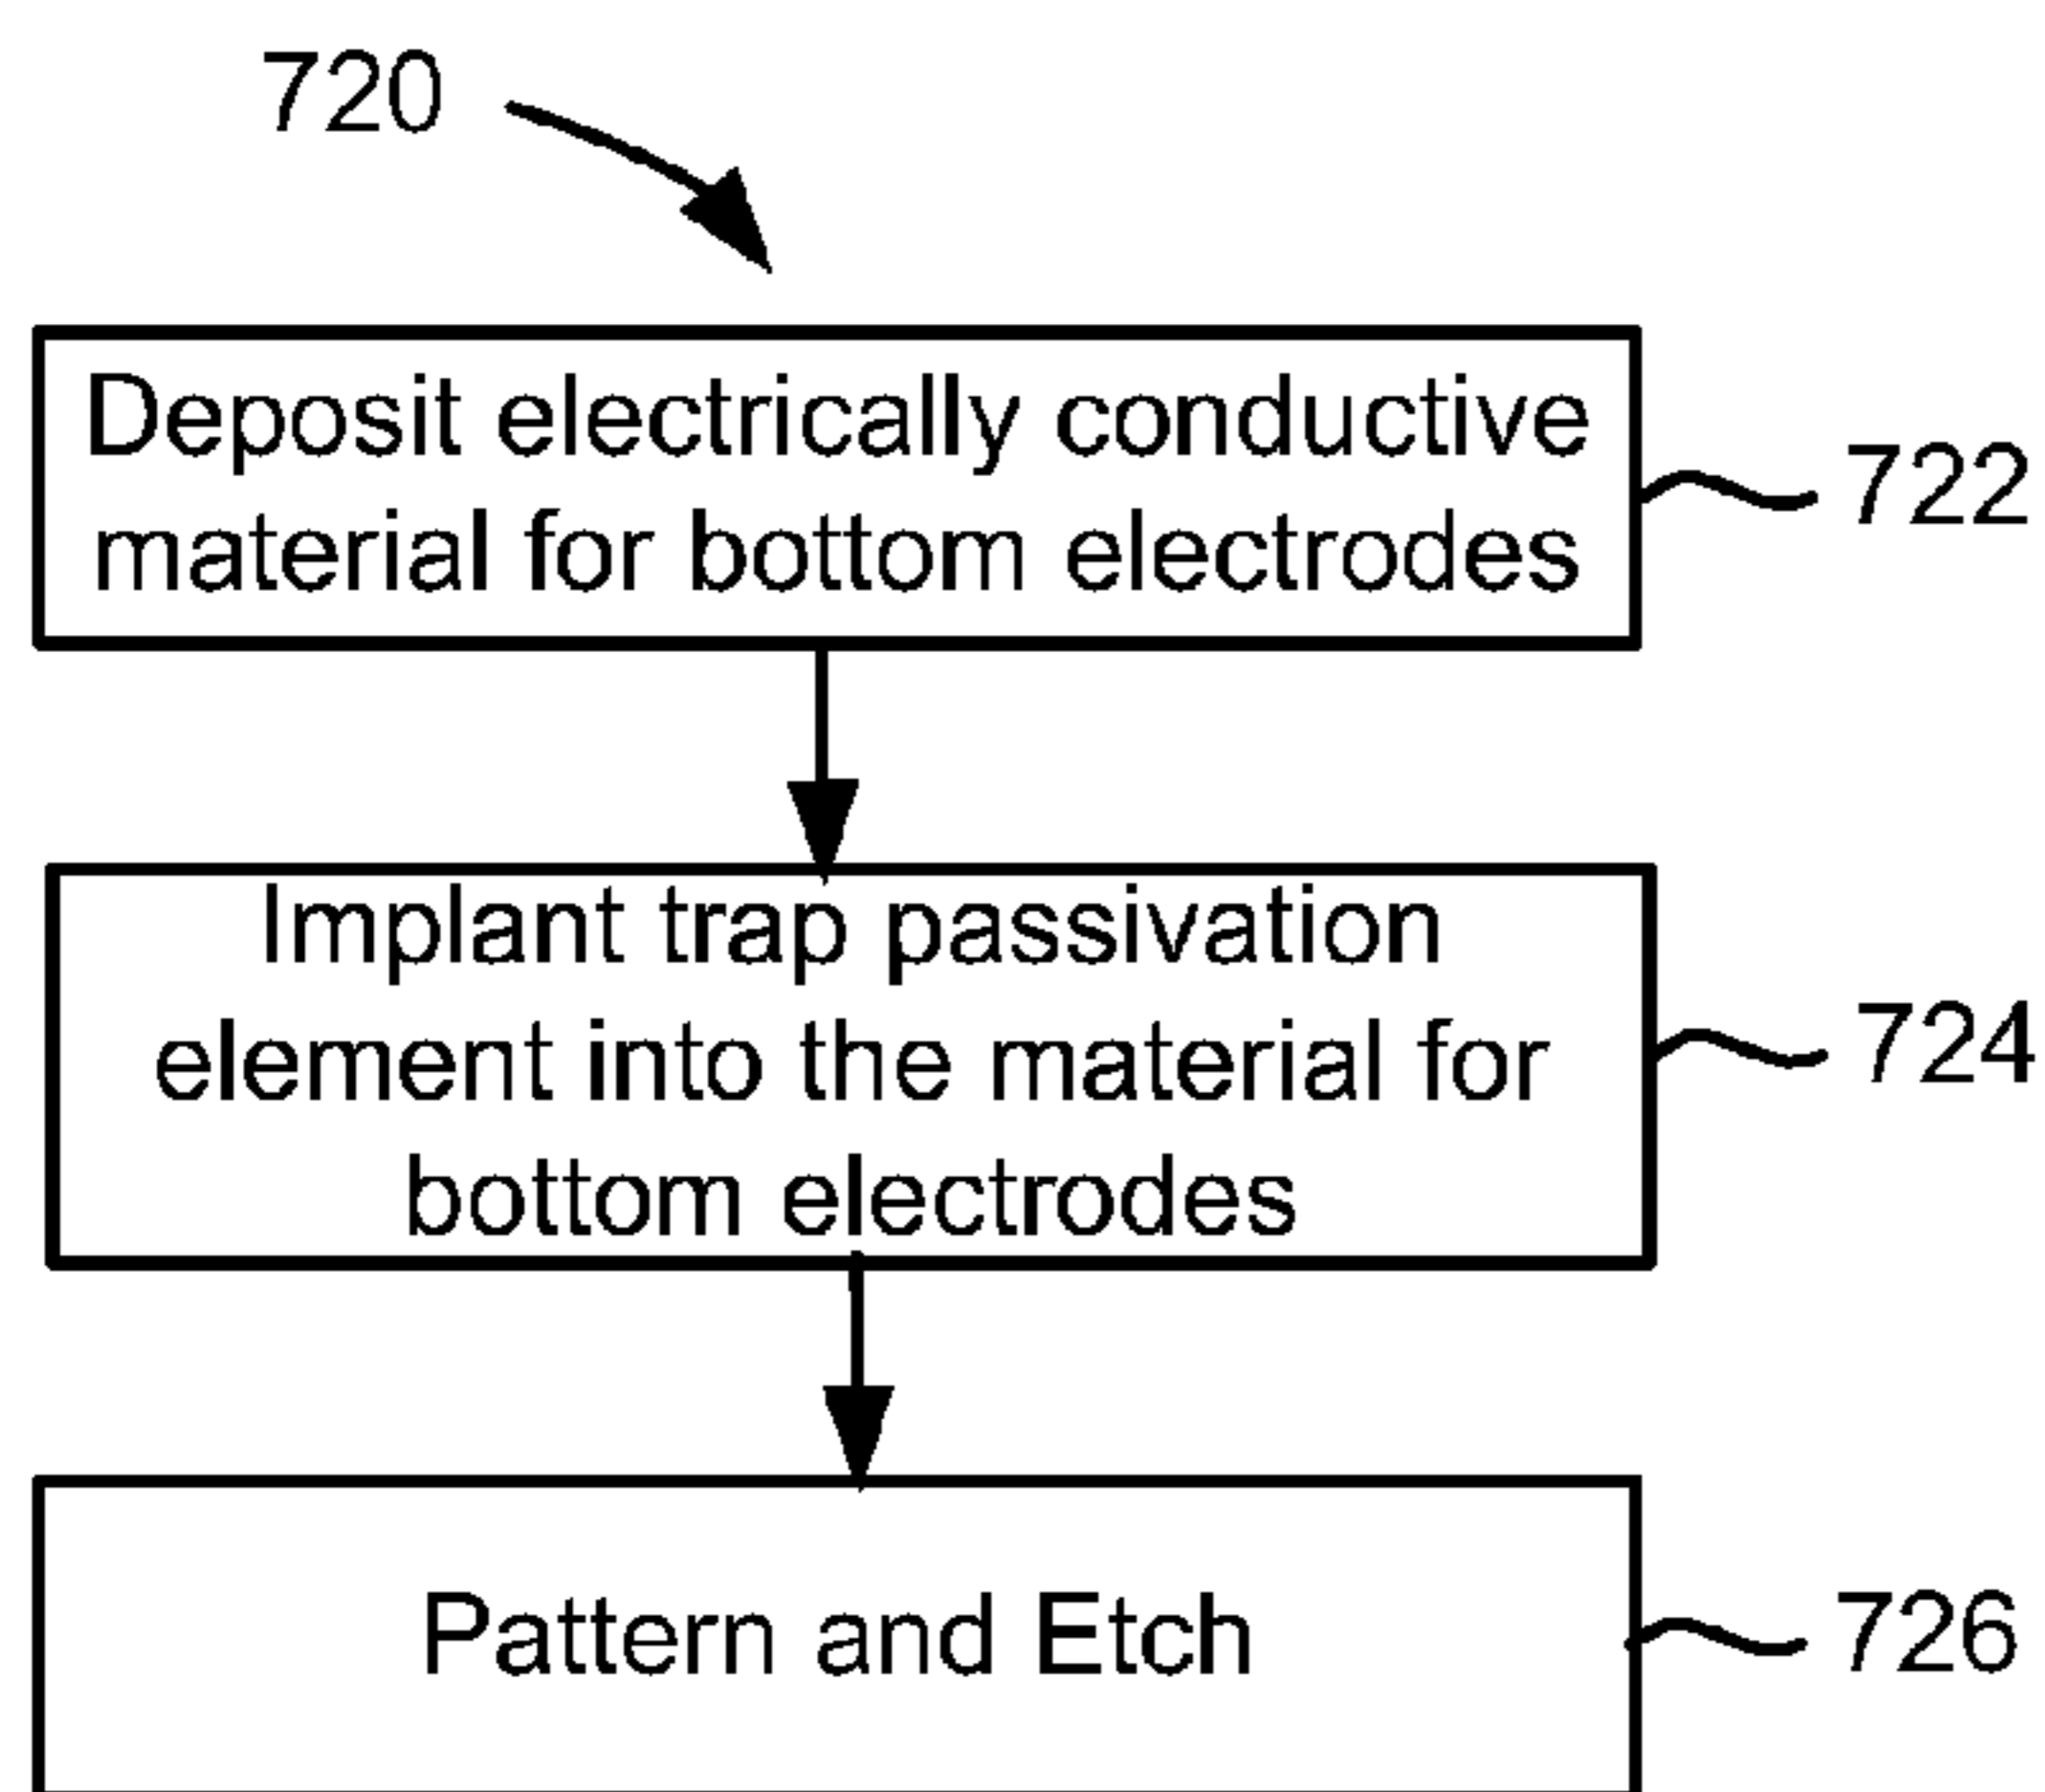 720
Deposit electrically conductive
material for bottom electrodes
722
Implant trap passivation
element into the material for
bottom electrodes
724
Pattern and Etch
726